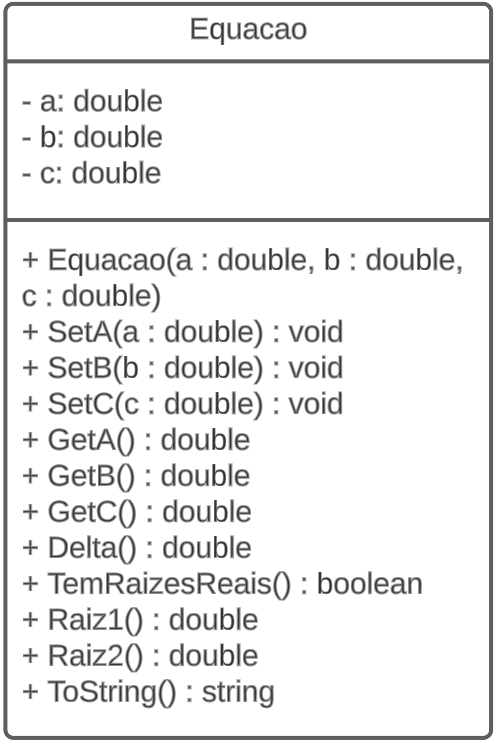 Equacao
- a: double
- b: double
- c: double
+ Equacao(a : double, b : double,
c : double)
+ SetA(a : double) : void
+ SetB(b : double) : void
+ SetC(c : double) : void
+ GetA() : double
+ GetB() : double
+ GetC() : double
+ Delta() : double
+ TemRaizesReais() : boolean
+ Raiz1() : double
+ Raiz2() : double
+ ToString() : string